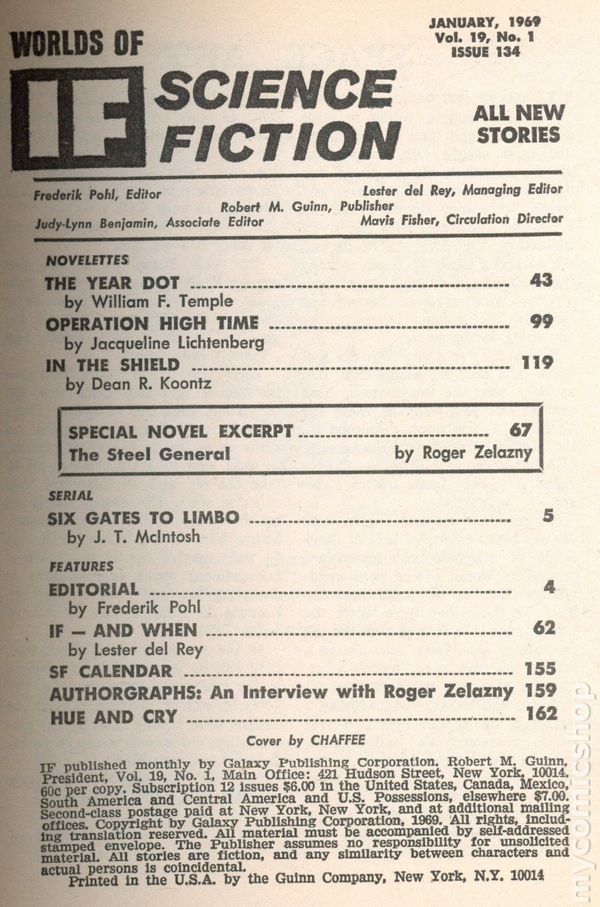 JANUARY, 1969
Vol. 19, No. 1
ISSUE 134
WORLDS OF
IF SCIENCE
FICTION
ALL NEW
STORIES
Frederik Pohl, Editor
Lester del Rey, Managing Editor
Robert M. Guinn, Publisher
Judy-Lynn Benjamin, Associate Editor
Mavis Fisher, Circulation Director
NOVELETTES
THE YEAR DOT 43
by William F. Temple
OPERATION HIGH TIME 99
by Jacqueline Lichtenberg
IN THE SHIELD 119
by Dean R. Koontz
SPECIAL NOVEL EXCERPT 67
The Steel General by Roger Zelazny
SERIAL
SIX GATES TO LIMBO 5
by J. T. McIntosh
FEATURES
EDITORIAL 4
by Frederik Pohl
IF — AND WHEN 62
by Lester del Rey
SF CALENDAR 155
AUTHORGRAPHS: An Interview with Roger Zelazny 159
HUE AND CRY 162
Cover by CHAFFEE
IF published monthly by Galaxy Publishing Corporation. Robert M. Guinn,
President, Vol. 19, No. 1, Main Office: 421 Hudson Street, New York, 10014.
60c per copy. Subscription 12 issues $6.00 in the United States, Canada, Mexico,
South America and Central America and U.S. Possessions, elsewhere $7.00.
Second-class postage paid at New York, New York, and at additional mailing
offices. Copyright by Galaxy Publishing Corporation, 1969. All rights, includ-
ing translation reserved. All material must be accompanied by self-addressed
stamped envelope. The Publisher assumes no responsibility for unsolicited
material. All stories are fiction, and any similarity between characters and
actual persons is coincidental.
Printed in the U.S.A. by the Guinn Company, New York, N.Y. 10014
mycomicshop